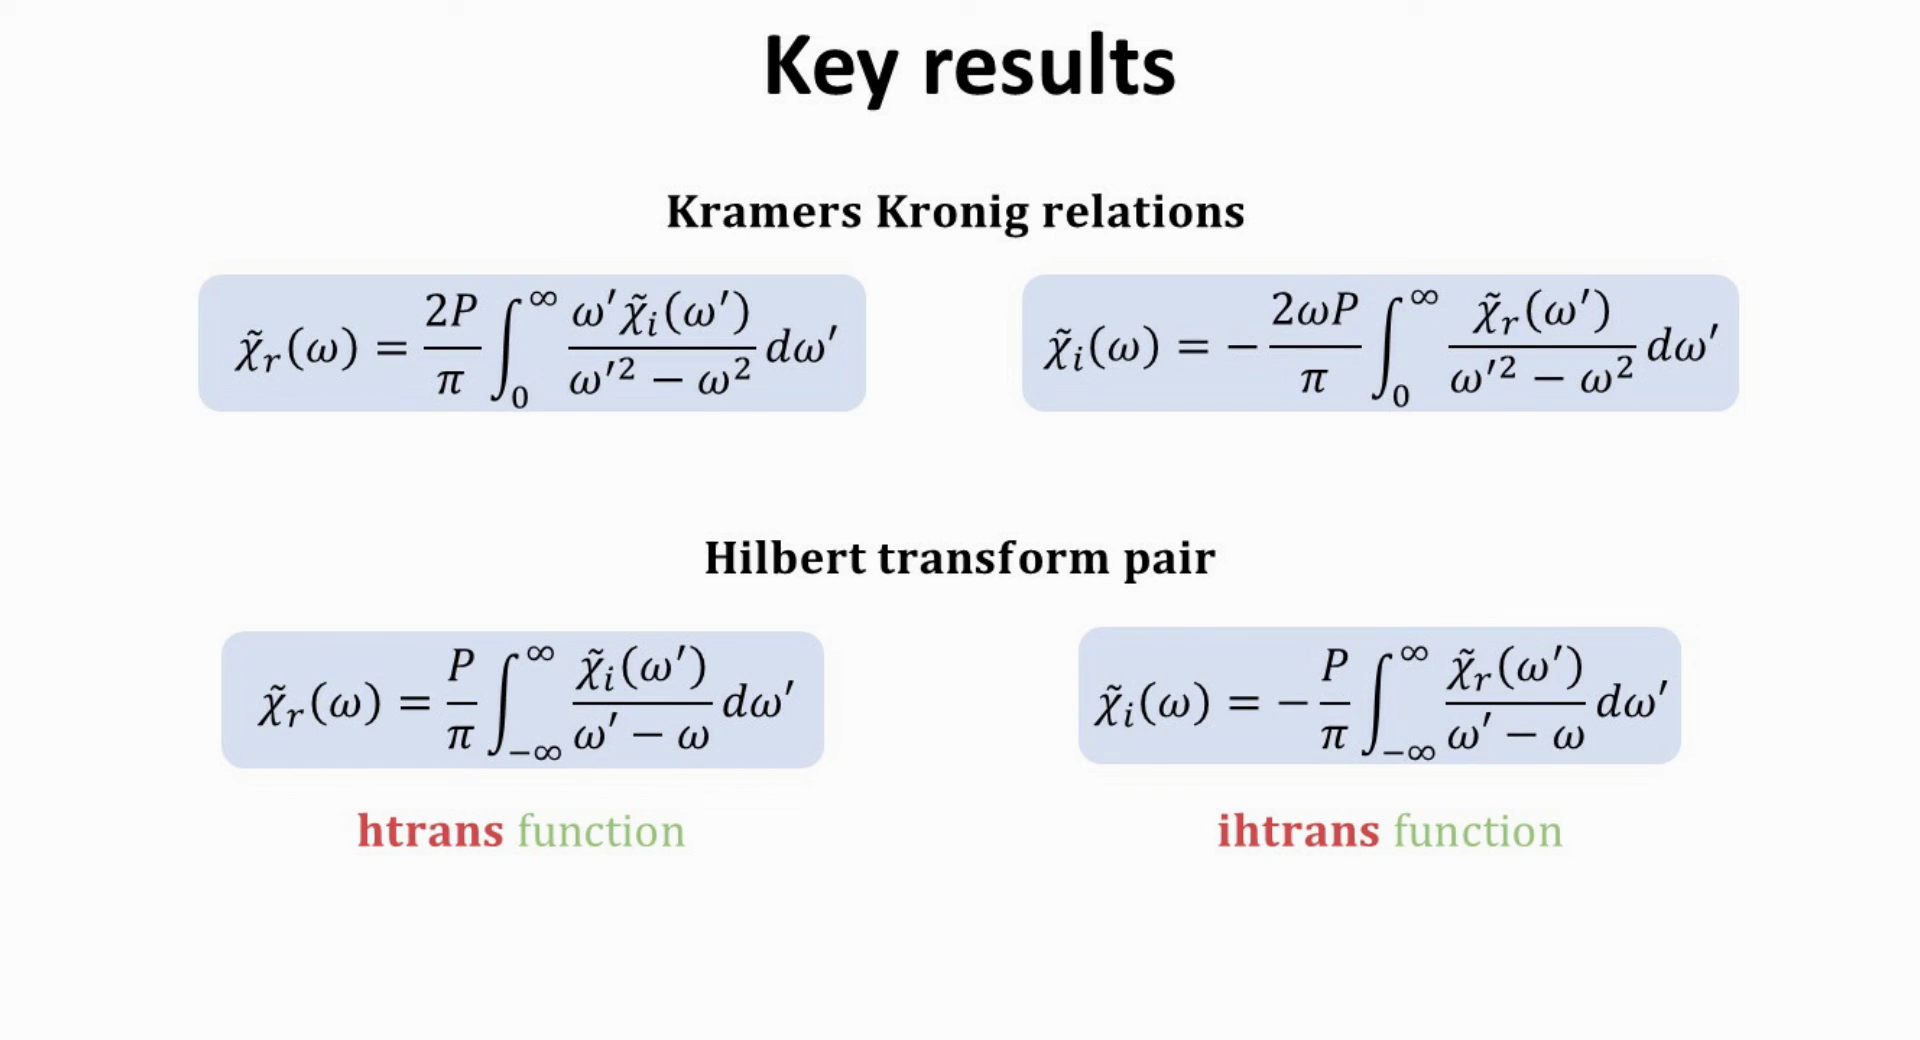 Key results
Kramers Kronig relations
χ̃ᵣ(ω) = 2P/π ∫₀^∞ ω′χ̃ᵢ(ω′)/(ω′² − ω²) dω′
χ̃ᵢ(ω) = − 2ωP/π ∫₀^∞ χ̃ᵣ(ω′)/(ω′² − ω²) dω′
Hilbert transform pair
χ̃ᵣ(ω) = P/π ∫₋∞^∞ χ̃ᵢ(ω′)/(ω′ − ω) dω′
χ̃ᵢ(ω) = − P/π ∫₋∞^∞ χ̃ᵣ(ω′)/(ω′ − ω) dω′
htrans function
ihtrans function